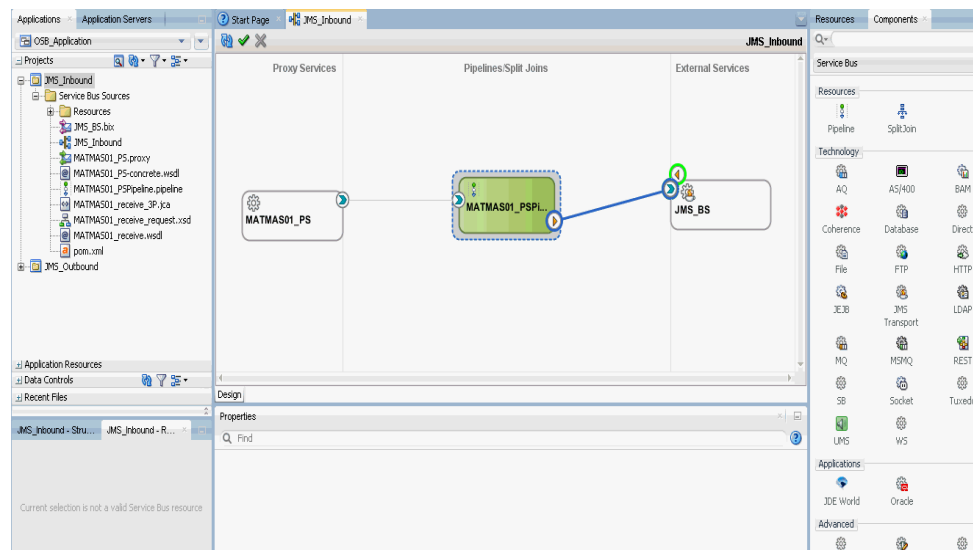 Applications
Application Servers
OSB_Application
Projects
JMS_Inbound
Service Bus Sources
Resources
JMS_BS.bix
JMS_Inbound
MATMAS01_PS.proxy
MATMAS01_PS-concrete.wsdl
MATMAS01_PSPipeline.pipeline
MATMAS01_receive_3P.jca
MATMAS01_receive_request.xsd
MATMAS01_receive.wsdl
pom.xml
JMS_Outbound
Application Resources
Data Controls
Recent Files
JMS_Inbound - Stru...
JMS_Inbound - R...
Current selection is not a valid Service Bus resource
Start Page
JMS_Inbound
JMS_Inbound
Proxy Services
Pipelines/Split Joins
External Services
MATMAS01_PS
MATMAS01_PSPi...
JMS_BS
Design
Properties
Find
Resources
Components
Service Bus
Resources
Pipeline
SplitJoin
Technology
AQ
AS/400
BAM
Coherence
Database
Direct
File
FTP
HTTP
JEJB
JMS
Transport
LDAP
MQ
MSMQ
REST
SB
Socket
Tuxedo
UMS
WS
Applications
JDE World
Oracle
Advanced